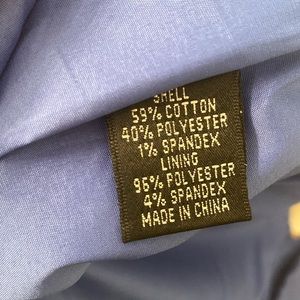 SHELL
59% COTTON
40% POLYESTER
1% SPANDEX
LINING
96% POLYESTER
4% SPANDEX
MADE IN CHINA